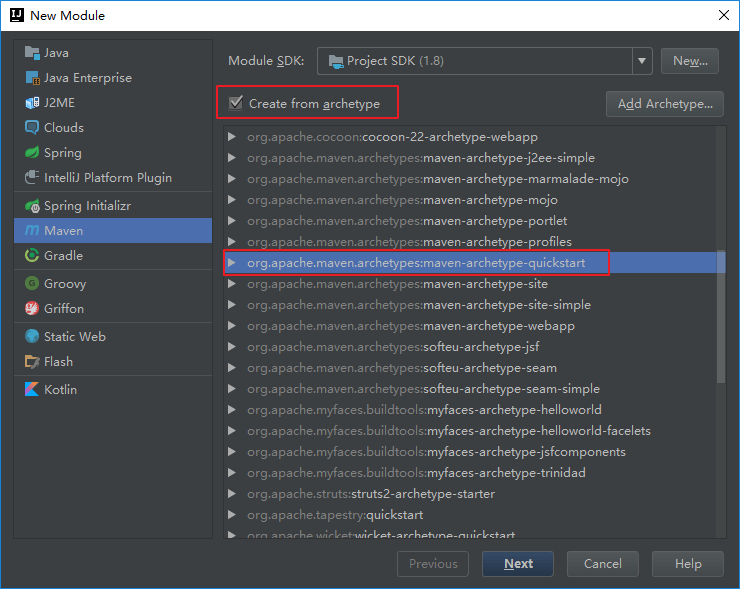 New Module
Java
Java Enterprise
J2ME
Clouds
Spring
IntelliJ Platform Plugin
Spring Initializr
Maven
Gradle
Groovy
Griffon
Static Web
Flash
Kotlin
Module SDK: Project SDK (1.8) New...
Create from archetype Add Archetype...
org.apache.cocoon:cocoon-22-archetype-webapp
org.apache.maven.archetypes:maven-archetype-j2ee-simple
org.apache.maven.archetypes:maven-archetype-marmalade-mojo
org.apache.maven.archetypes:maven-archetype-mojo
org.apache.maven.archetypes:maven-archetype-portlet
org.apache.maven.archetypes:maven-archetype-profiles
org.apache.maven.archetypes:maven-archetype-quickstart
org.apache.maven.archetypes:maven-archetype-site
org.apache.maven.archetypes:maven-archetype-site-simple
org.apache.maven.archetypes:maven-archetype-webapp
org.apache.maven.archetypes:softeu-archetype-jsf
org.apache.maven.archetypes:softeu-archetype-seam
org.apache.maven.archetypes:softeu-archetype-seam-simple
org.apache.myfaces.buildtools:myfaces-archetype-helloworld
org.apache.myfaces.buildtools:myfaces-archetype-helloworld-facelets
org.apache.myfaces.buildtools:myfaces-archetype-jsfcomponents
org.apache.myfaces.buildtools:myfaces-archetype-trinidad
org.apache.struts:struts2-archetype-starter
org.apache.tapestry:quickstart
org.apache.wicket:wicket-archetype-quickstart
Previous Next Cancel Help